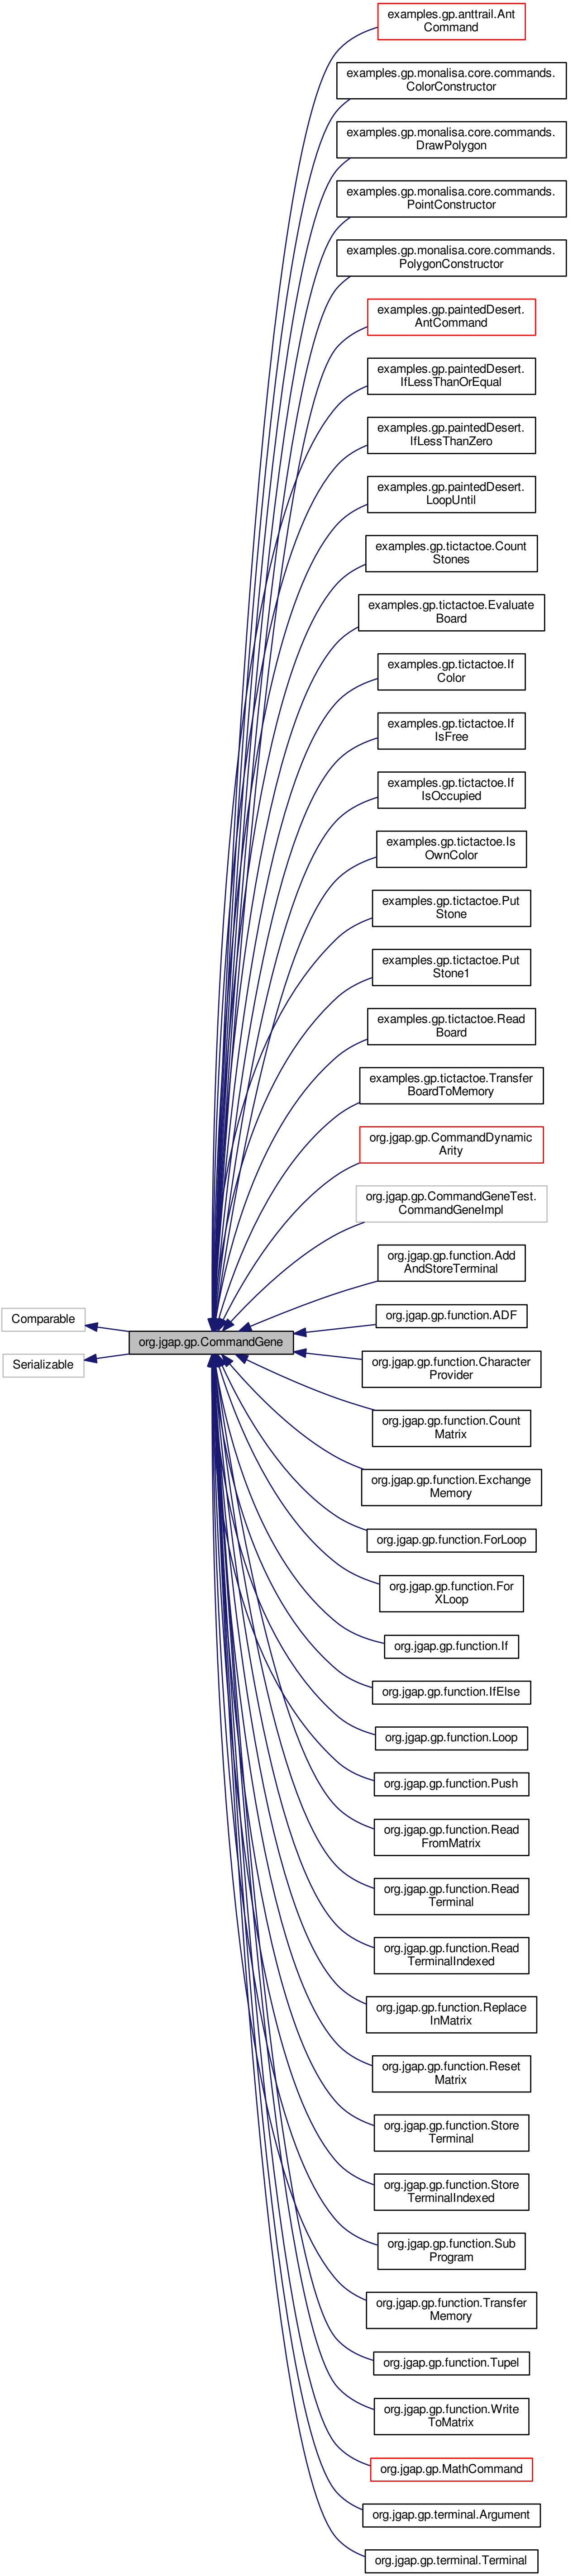 examples.gp.anttrail.Ant
Command
examples.gp.monalisa.core.commands.
ColorConstructor
examples.gp.monalisa.core.commands.
DrawPolygon
examples.gp.monalisa.core.commands.
PointConstructor
examples.gp.monalisa.core.commands.
PolygonConstructor
examples.gp.paintedDesert.
AntCommand
examples.gp.paintedDesert.
IfLessThanOrEqual
examples.gp.paintedDesert.
IfLessThanZero
examples.gp.paintedDesert.
LoopUntil
examples.gp.tictactoe.Count
Stones
examples.gp.tictactoe.Evaluate
Board
examples.gp.tictactoe.If
Color
examples.gp.tictactoe.If
IsFree
examples.gp.tictactoe.If
IsOccupied
examples.gp.tictactoe.Is
OwnColor
examples.gp.tictactoe.Put
Stone
examples.gp.tictactoe.Put
Stone1
examples.gp.tictactoe.Read
Board
examples.gp.tictactoe.Transfer
BoardToMemory
org.jgap.gp.CommandDynamic
Arity
org.jgap.gp.CommandGeneTest.
CommandGeneImpl
org.jgap.gp.function.Add
AndStoreTerminal
Comparable
Serializable
org.jgap.gp.CommandGene
org.jgap.gp.function.ADF
org.jgap.gp.function.Character
Provider
org.jgap.gp.function.Count
Matrix
org.jgap.gp.function.Exchange
Memory
org.jgap.gp.function.ForLoop
org.jgap.gp.function.For
XLoop
org.jgap.gp.function.If
org.jgap.gp.function.IfElse
org.jgap.gp.function.Loop
org.jgap.gp.function.Push
org.jgap.gp.function.Read
FromMatrix
org.jgap.gp.function.Read
Terminal
org.jgap.gp.function.Read
TerminalIndexed
org.jgap.gp.function.Replace
InMatrix
org.jgap.gp.function.Reset
Matrix
org.jgap.gp.function.Store
Terminal
org.jgap.gp.function.Store
TerminalIndexed
org.jgap.gp.function.Sub
Program
org.jgap.gp.function.Transfer
Memory
org.jgap.gp.function.Tupel
org.jgap.gp.function.Write
ToMatrix
org.jgap.gp.MathCommand
org.jgap.gp.terminal.Argument
org.jgap.gp.terminal.Terminal